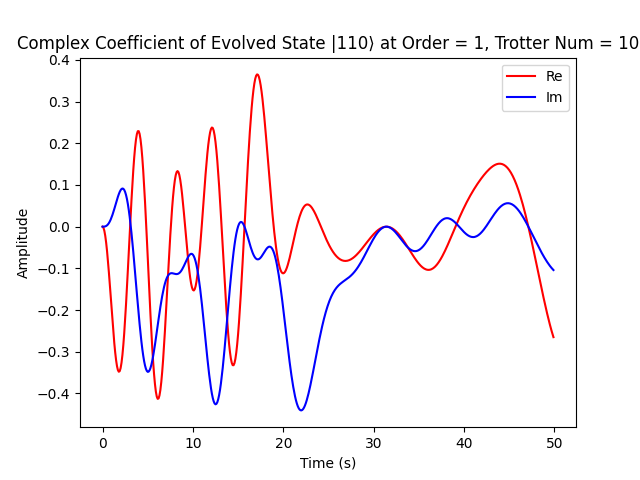 Complex Coefficient of Evolved State |110⟩ at Order = 1, Trotter Num = 10
Re
Im
0.4
0.3
0.2
0.1
0.0
−0.1
−0.2
−0.3
−0.4
Amplitude
0 10 20 30 40 50
Time (s)